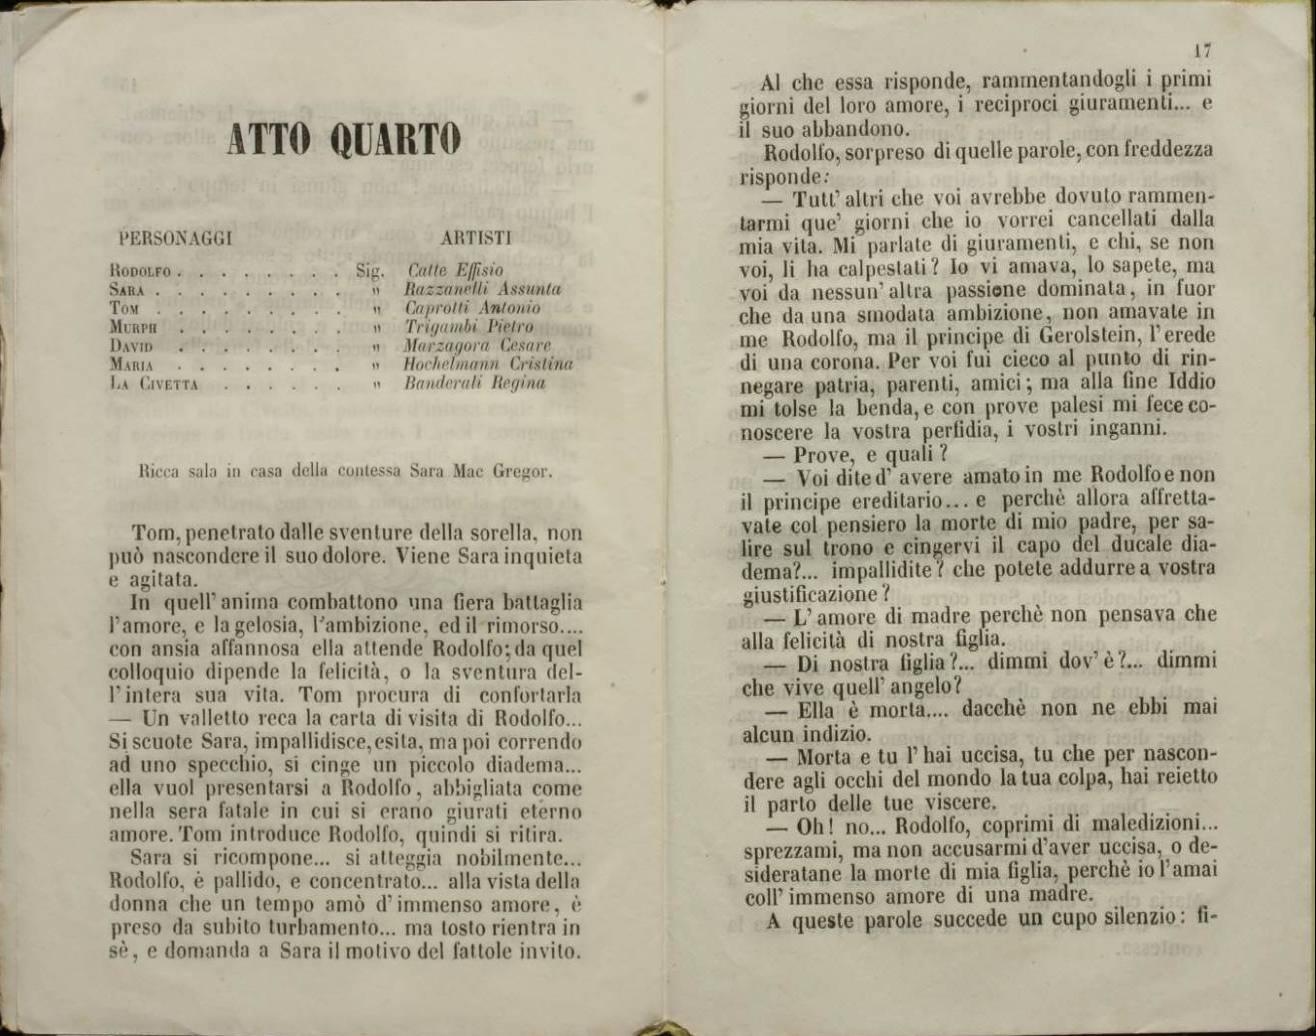 ATTO QUARTO
PERSONAGGI ARTISTI
RODOLFO . . . . . . . . Sig. Catte Effisio
SARA . . . . . . . . . " Razzanelli Assunta
TOM . . . . . . . . . " Caprotti Antonio
MURPH . . . . . . . . " Trigambi Pietro
DAVID . . . . . . . . " Marzagora Cesare
MARIA . . . . . . . . " Hochelmann Cristina
LA CIVETTA . . . . . . " Banderali Regina
Ricca sala in casa della contessa Sara Mac Gregor.
Tom, penetrato dalle sventure della sorella, non
può nascondere il suo dolore. Viene Sara inquieta
e agitata.
In quell' anima combattono una fiera battaglia
l'amore, e la gelosia, l'ambizione, ed il rimorso....
con ansia affannosa ella attende Rodolfo; da quel
colloquio dipende la felicità, o la sventura del-
l'intera sua vita. Tom procura di confortarla
— Un valletto reca la carta di visita di Rodolfo...
Si scuote Sara, impallidisce, esita, ma poi correndo
ad uno specchio, si cinge un piccolo diadema...
ella vuol presentarsi a Rodolfo, abbigliata come
nella sera fatale in cui si erano giurati eterno
amore. Tom introduce Rodolfo, quindi si ritira.
Sara si ricompone... si atteggia nobilmente...
Rodolfo, è pallido, e concentrato... alla vista della
donna che un tempo amò d' immenso amore, è
preso da subito turbamento... ma tosto rientra in
sè, e domanda a Sara il motivo del fattole invito.
17
Al che essa risponde, rammentandogli i primi
giorni del loro amore, i reciproci giuramenti... e
il suo abbandono.
Rodolfo, sorpreso di quelle parole, con freddezza
risponde:
— Tutt' altri che voi avrebbe dovuto rammen-
tarmi que' giorni che io vorrei cancellati dalla
mia vita. Mi parlate di giuramenti, e chi, se non
voi, li ha calpestati? Io vi amava, lo sapete, ma
voi da nessun' altra passione dominata, in fuor
che da una smodata ambizione, non amavate in
me Rodolfo, ma il principe di Gerolstein, l'erede
di una corona. Per voi fui cieco al punto di rin-
negare patria, parenti, amici; ma alla fine Iddio
mi tolse la benda, e con prove palesi mi fece co-
noscere la vostra perfidia, i vostri inganni.
— Prove, e quali?
— Voi dite d' avere amato in me Rodolfo e non
il principe ereditario... e perchè allora affretta-
vate col pensiero la morte di mio padre, per sa-
lire sul trono e cingervi il capo del ducale dia-
dema?... impallidite? che potete addurre a vostra
giustificazione?
— L' amore di madre perchè non pensava che
alla felicità di nostra figlia.
— Di nostra figlia?... dimmi dov' è?... dimmi
che vive quell' angelo?
— Ella è morta.... dacchè non ne ebbi mai
alcun indizio.
— Morta e tu l' hai uccisa, tu che per nascon-
dere agli occhi del mondo la tua colpa, hai reietto
il parto delle tue viscere.
— Oh! no... Rodolfo, coprimi di maledizioni...
sprezzami, ma non accusarmi d'aver uccisa, o de-
sideratane la morte di mia figlia, perchè io l'amai
coll' immenso amore di una madre.
A queste parole succede un cupo silenzio: fi-